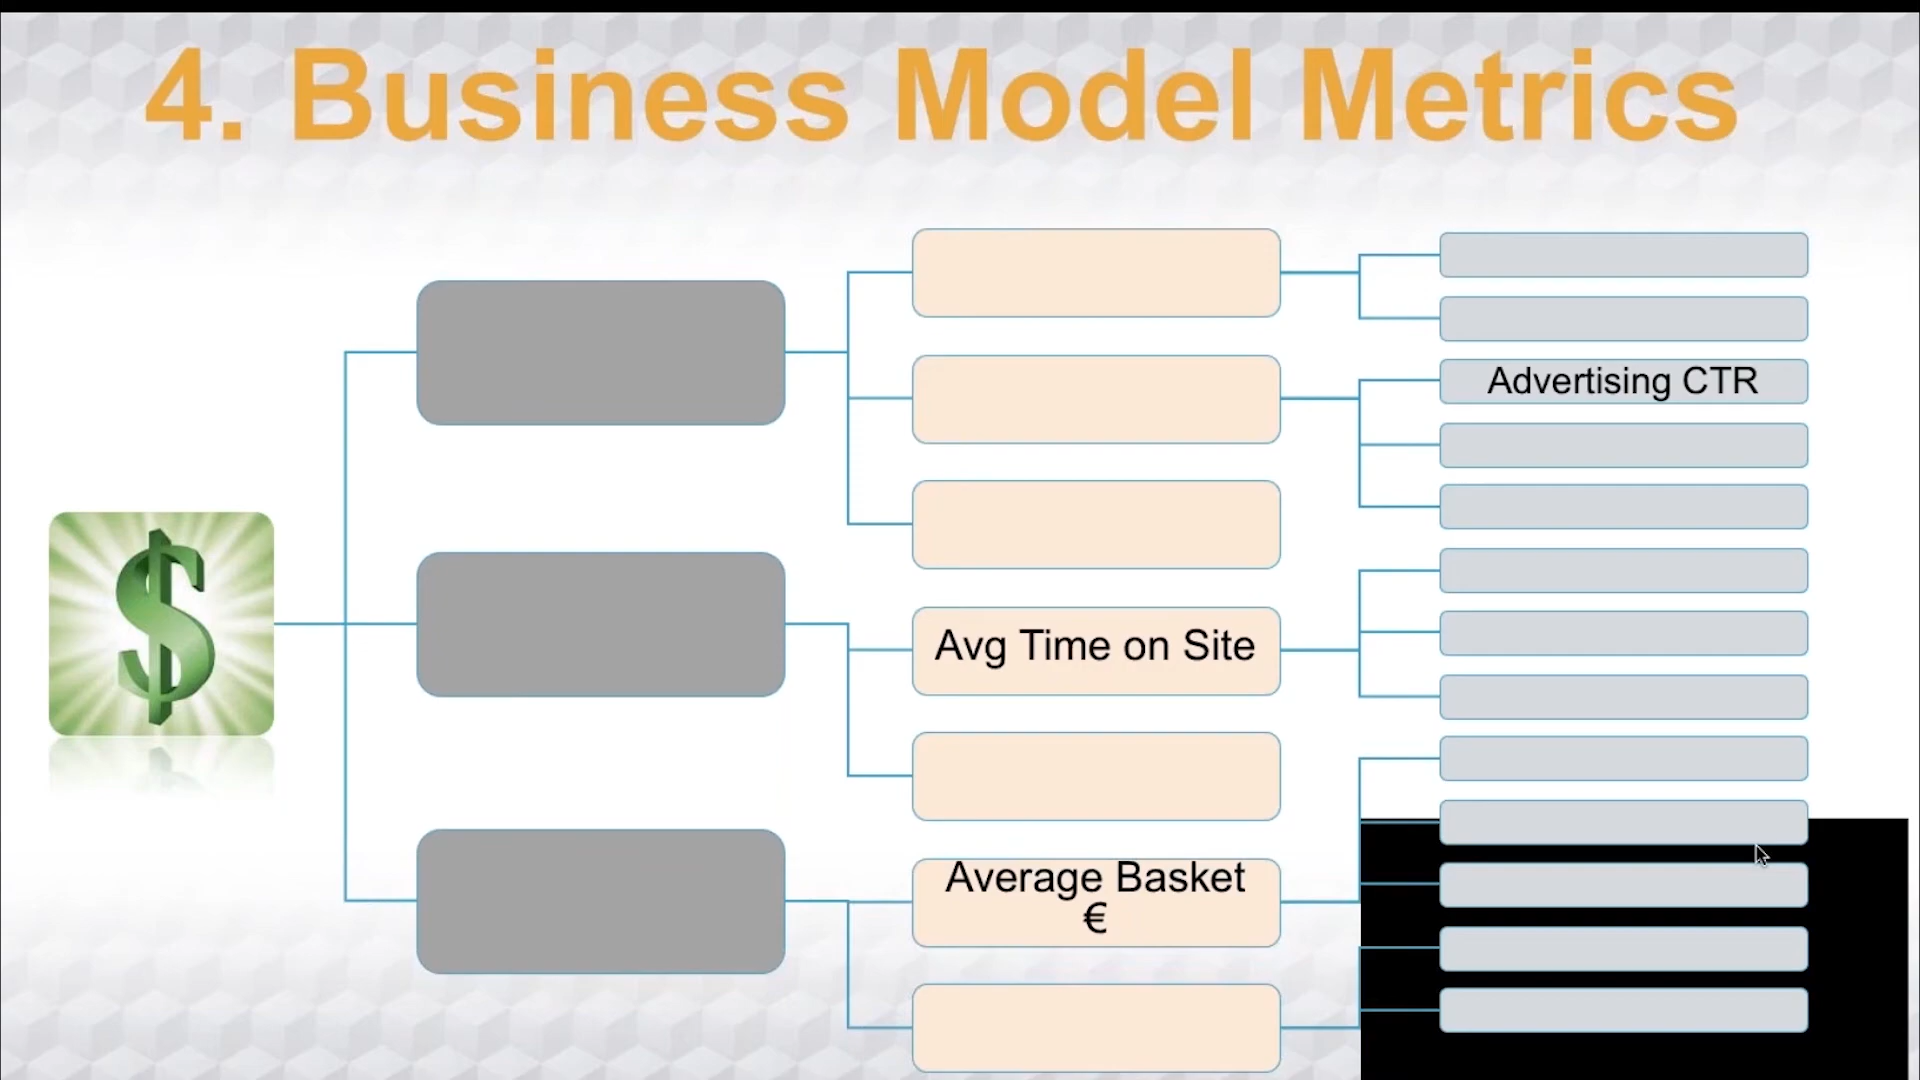 4. Business Model Metrics
Advertising CTR
Avg Time on Site
Average Basket
€